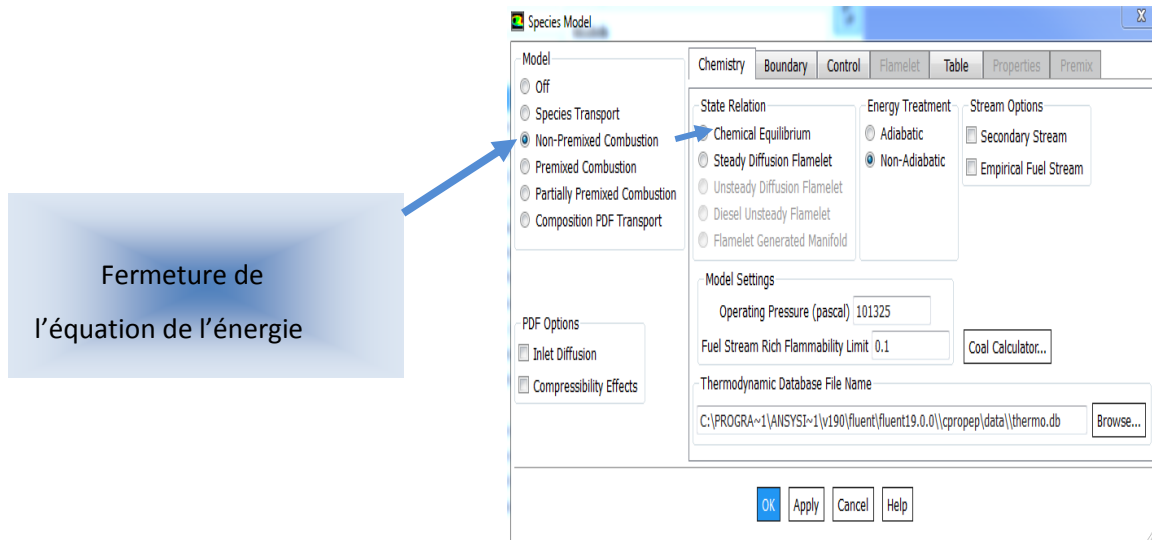 Species Model
X
Model
Off
Species Transport
Non-Premixed Combustion
Premixed Combustion
Partially Premixed Combustion
Composition PDF Transport
PDF Options
Inlet Diffusion
Compressibility Effects
Chemistry Boundary Control Flamelet Table Properties Premix
State Relation
Chemical Equilibrium
Steady Diffusion Flamelet
Unsteady Diffusion Flamelet
Diesel Unsteady Flamelet
Flamelet Generated Manifold
Energy Treatment
Adiabatic
Non-Adiabatic
Stream Options
Secondary Stream
Empirical Fuel Stream
Model Settings
Operating Pressure (pascal) 101325
Fuel Stream Rich Flammability Limit 0.1
Coal Calculator...
Thermodynamic Database File Name
C:\PROGRA~1\ANSYSI~1\v190\fluent\fluent19.0.0\\cpropep\data\\thermo.db Browse...
OK Apply Cancel Help
Fermeture de
l’équation de l’énergie